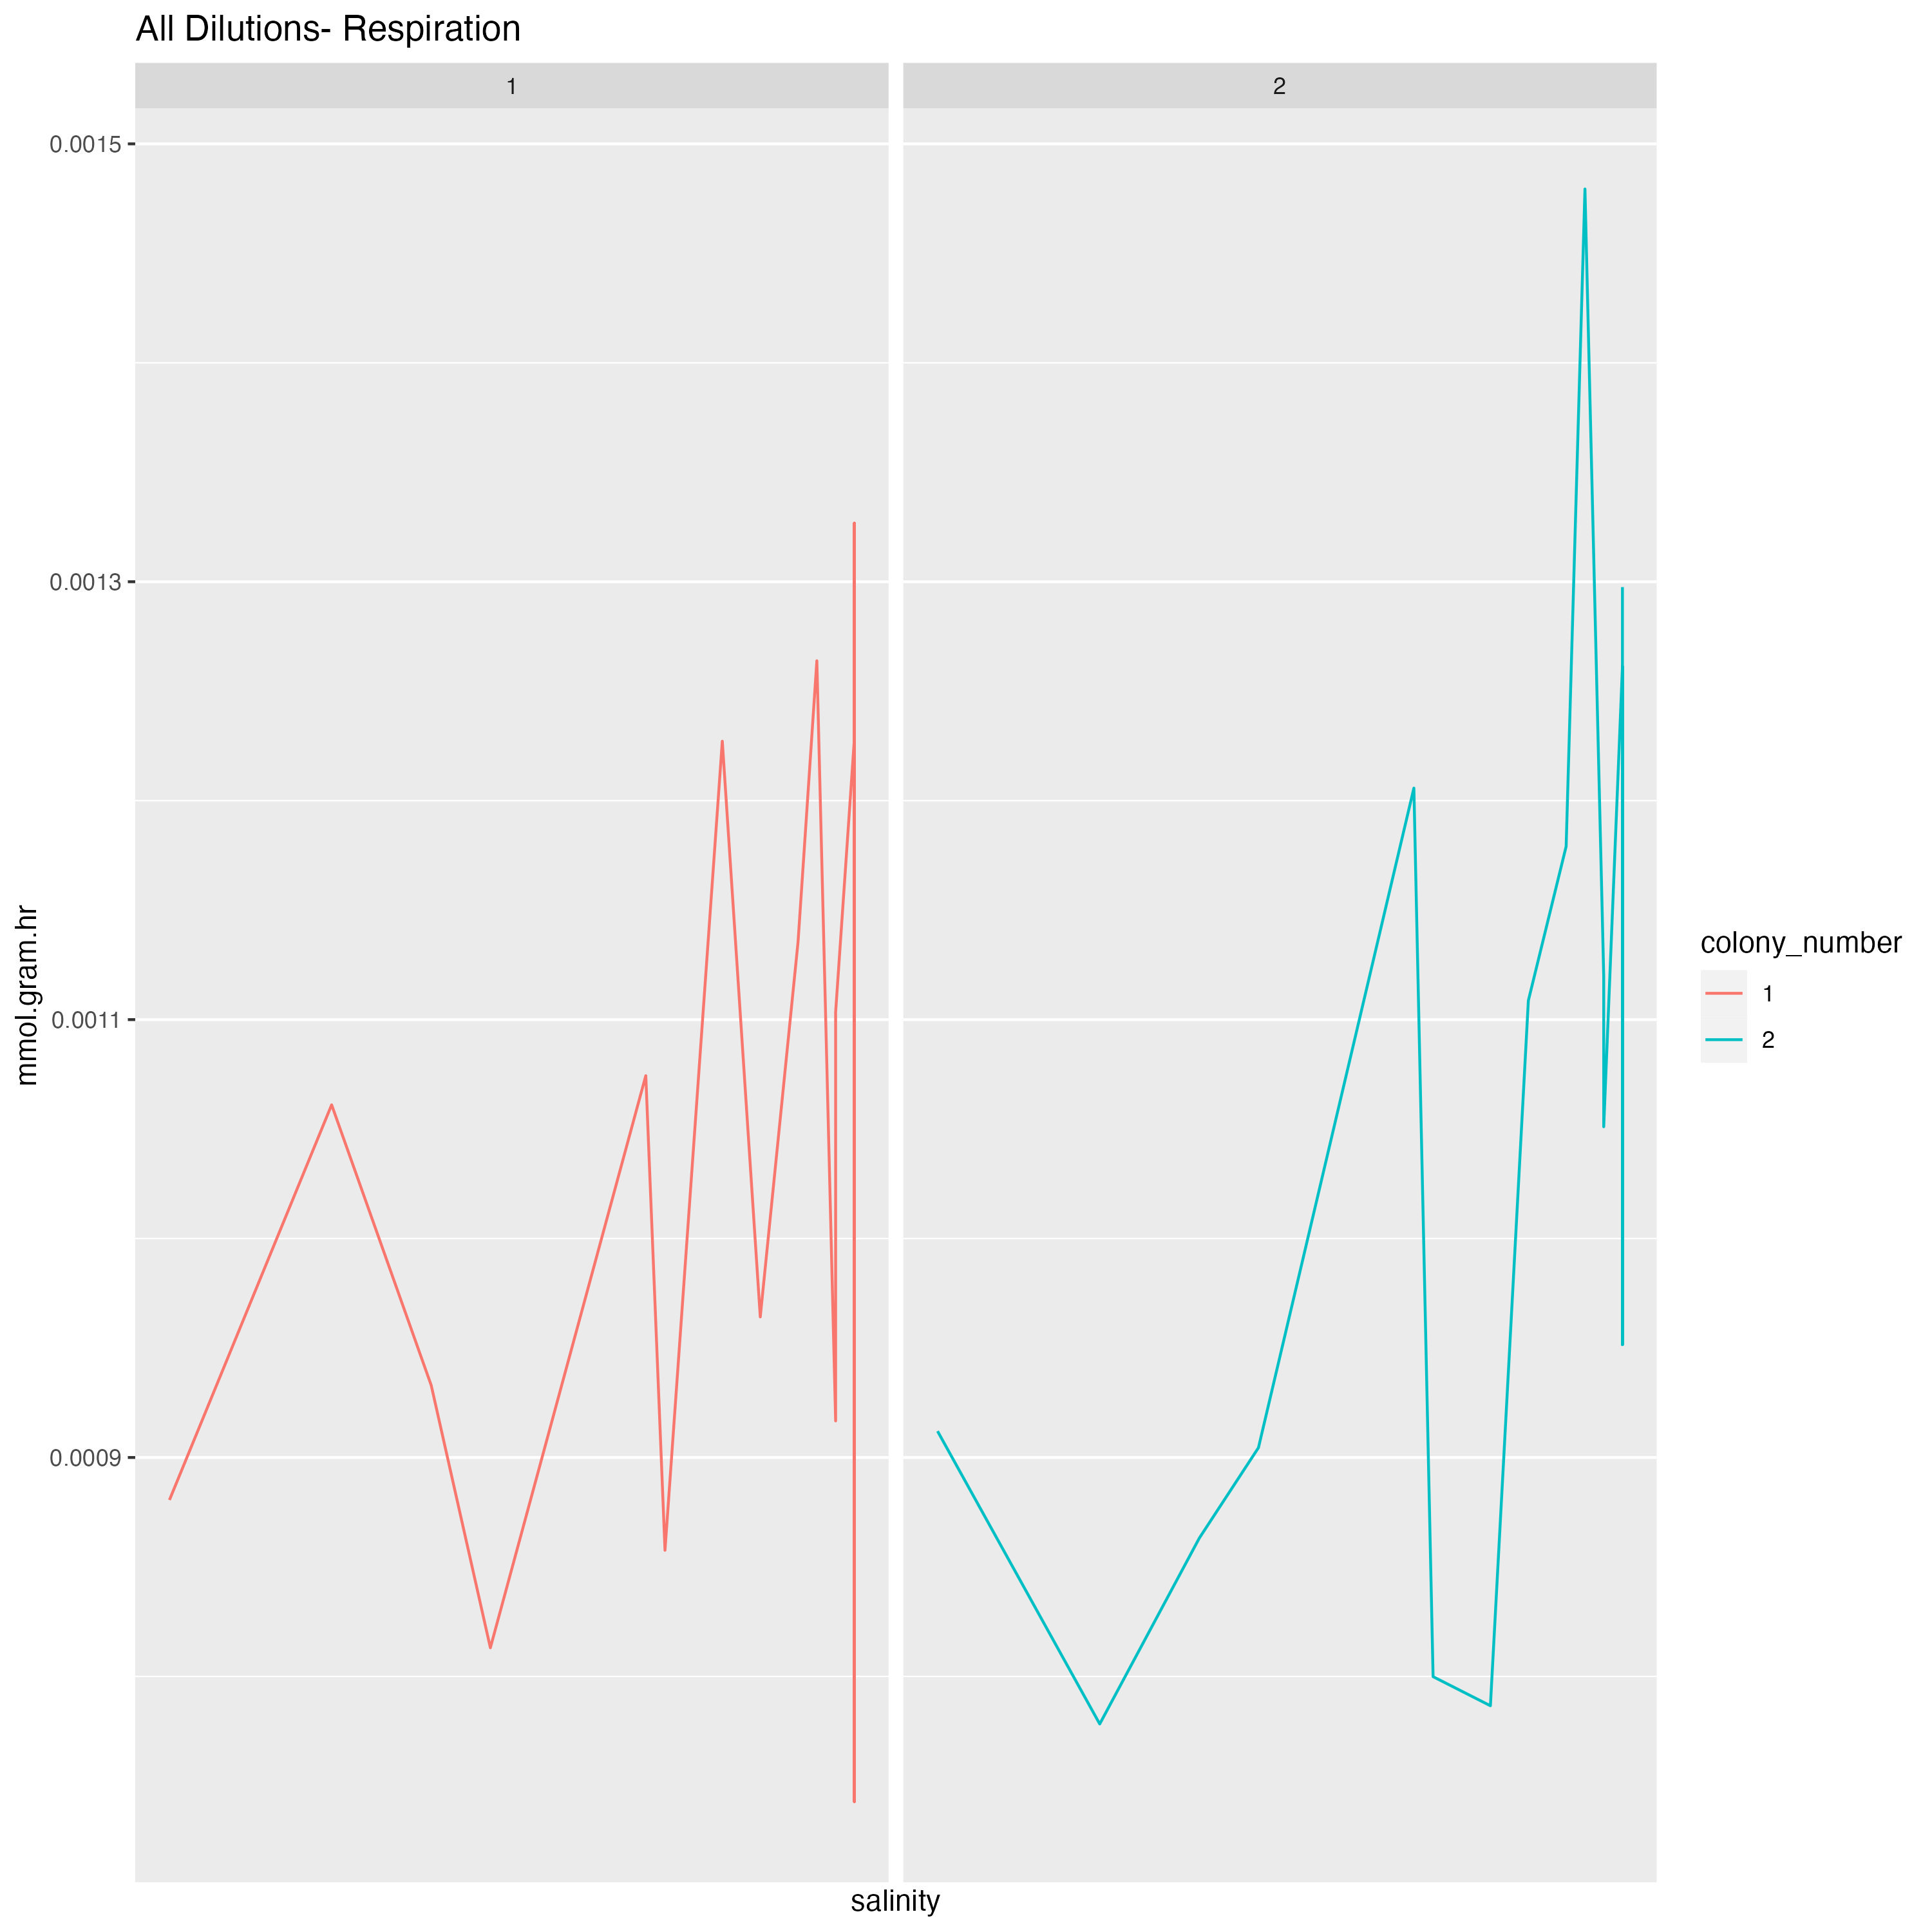 All Dilutions- Respiration
1
2
0.0015
0.0013
0.0011
0.0009
mmol.gram.hr
salinity
colony_number
1
2